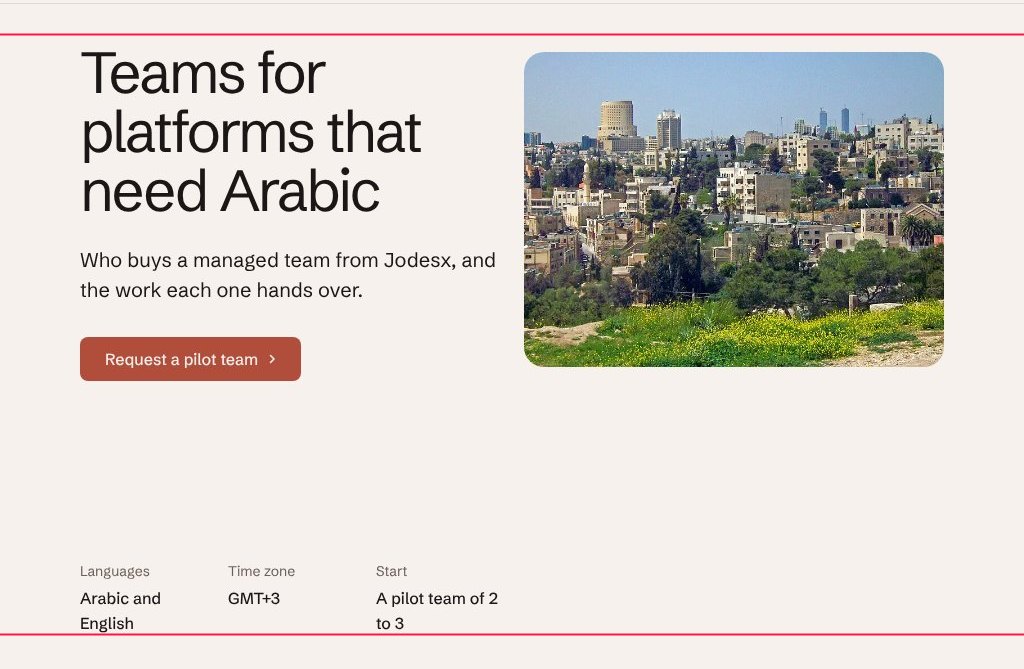 Teams for
platforms that
need Arabic
Who buys a managed team from Jodesx, and
the work each one hands over.
Request a pilot team
Languages
Arabic and
English
Time zone
GMT+3
Start
A pilot team of 2
to 3